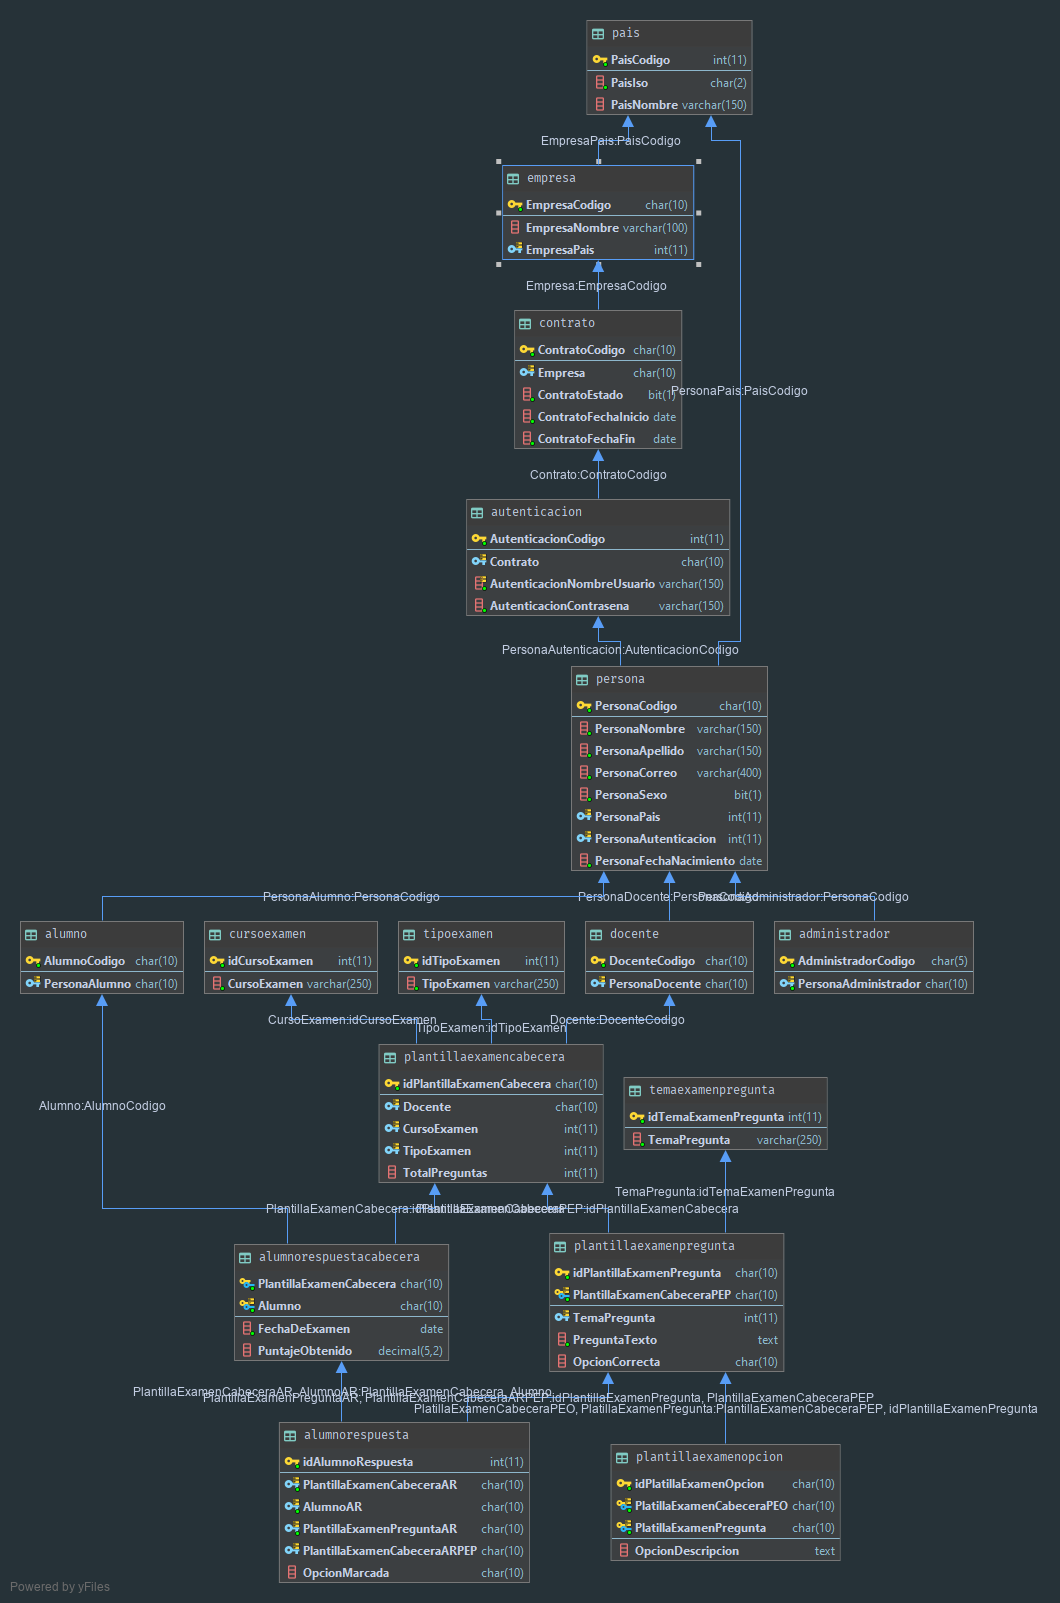 pais
PaisCodigo int(11)
PaisIso char(2)
PaisNombre varchar(150)
EmpresaPais:PaisCodigo
empresa
EmpresaCodigo char(10)
EmpresaNombre varchar(100)
EmpresaPais int(11)
Empresa:EmpresaCodigo
contrato
ContratoCodigo char(10)
Empresa char(10)
ContratoEstado bit(1)
PersonaPais:PaisCodigo
ContratoFechaInicio date
ContratoFechaFin date
Contrato:ContratoCodigo
autenticacion
AutenticacionCodigo int(11)
Contrato char(10)
AutenticacionNombreUsuario varchar(150)
AutenticacionContrasena varchar(150)
PersonaAutenticacion:AutenticacionCodigo
persona
PersonaCodigo char(10)
PersonaNombre varchar(150)
PersonaApellido varchar(150)
PersonaCorreo varchar(400)
PersonaSexo bit(1)
PersonaPais int(11)
PersonaAutenticacion int(11)
PersonaFechaNacimiento date
PersonaAlumno:PersonaCodigo
PersonaDocente:PersonaCodigo
PersonaAdministrador:PersonaCodigo
alumno
AlumnoCodigo char(10)
PersonaAlumno char(10)
cursoexamen
idCursoExamen int(11)
CursoExamen varchar(250)
tipoexamen
idTipoExamen int(11)
TipoExamen varchar(250)
docente
DocenteCodigo char(10)
PersonaDocente char(10)
administrador
AdministradorCodigo char(5)
PersonaAdministrador char(10)
CursoExamen:idCursoExamen
TipoExamen:idTipoExamen
Docente:DocenteCodigo
plantillaexamencabecera
idPlantillaExamenCabecera char(10)
Docente char(10)
CursoExamen int(11)
TipoExamen int(11)
TotalPreguntas int(11)
temaexamenpregunta
idTemaExamenPregunta int(11)
TemaPregunta varchar(250)
Alumno:AlumnoCodigo
TemaPregunta:idTemaExamenPregunta
PlantillaExamenCabecera:idPlantillaExamenCabecera
PlantillaExamenCabeceraPEP:idPlantillaExamenCabecera
alumnorespuestacabecera
PlantillaExamenCabecera char(10)
Alumno char(10)
FechaDeExamen date
PuntajeObtenido decimal(5,2)
plantillaexamenpregunta
idPlantillaExamenPregunta char(10)
PlantillaExamenCabeceraPEP char(10)
TemaPregunta int(11)
PreguntaTexto text
OpcionCorrecta char(10)
PlantillaExamenCabeceraAR, AlumnoAR:PlantillaExamenCabecera, Alumno
PlantillaExamenPreguntaAR, PlantillaExamenCabeceraARPEP:idPlantillaExamenPregunta, PlantillaExamenCabeceraPEP
PlatillaExamenCabeceraPEO, PlatillaExamenPregunta:PlantillaExamenCabeceraPEP, idPlantillaExamenPregunta
alumnorespuesta
idAlumnoRespuesta int(11)
PlantillaExamenCabeceraAR char(10)
AlumnoAR char(10)
PlantillaExamenPreguntaAR char(10)
PlantillaExamenCabeceraARPEP char(10)
OpcionMarcada char(10)
plantillaexamenopcion
idPlatillaExamenOpcion char(10)
PlatillaExamenCabeceraPEO char(10)
PlatillaExamenPregunta char(10)
OpcionDescripcion text
Powered by yFiles